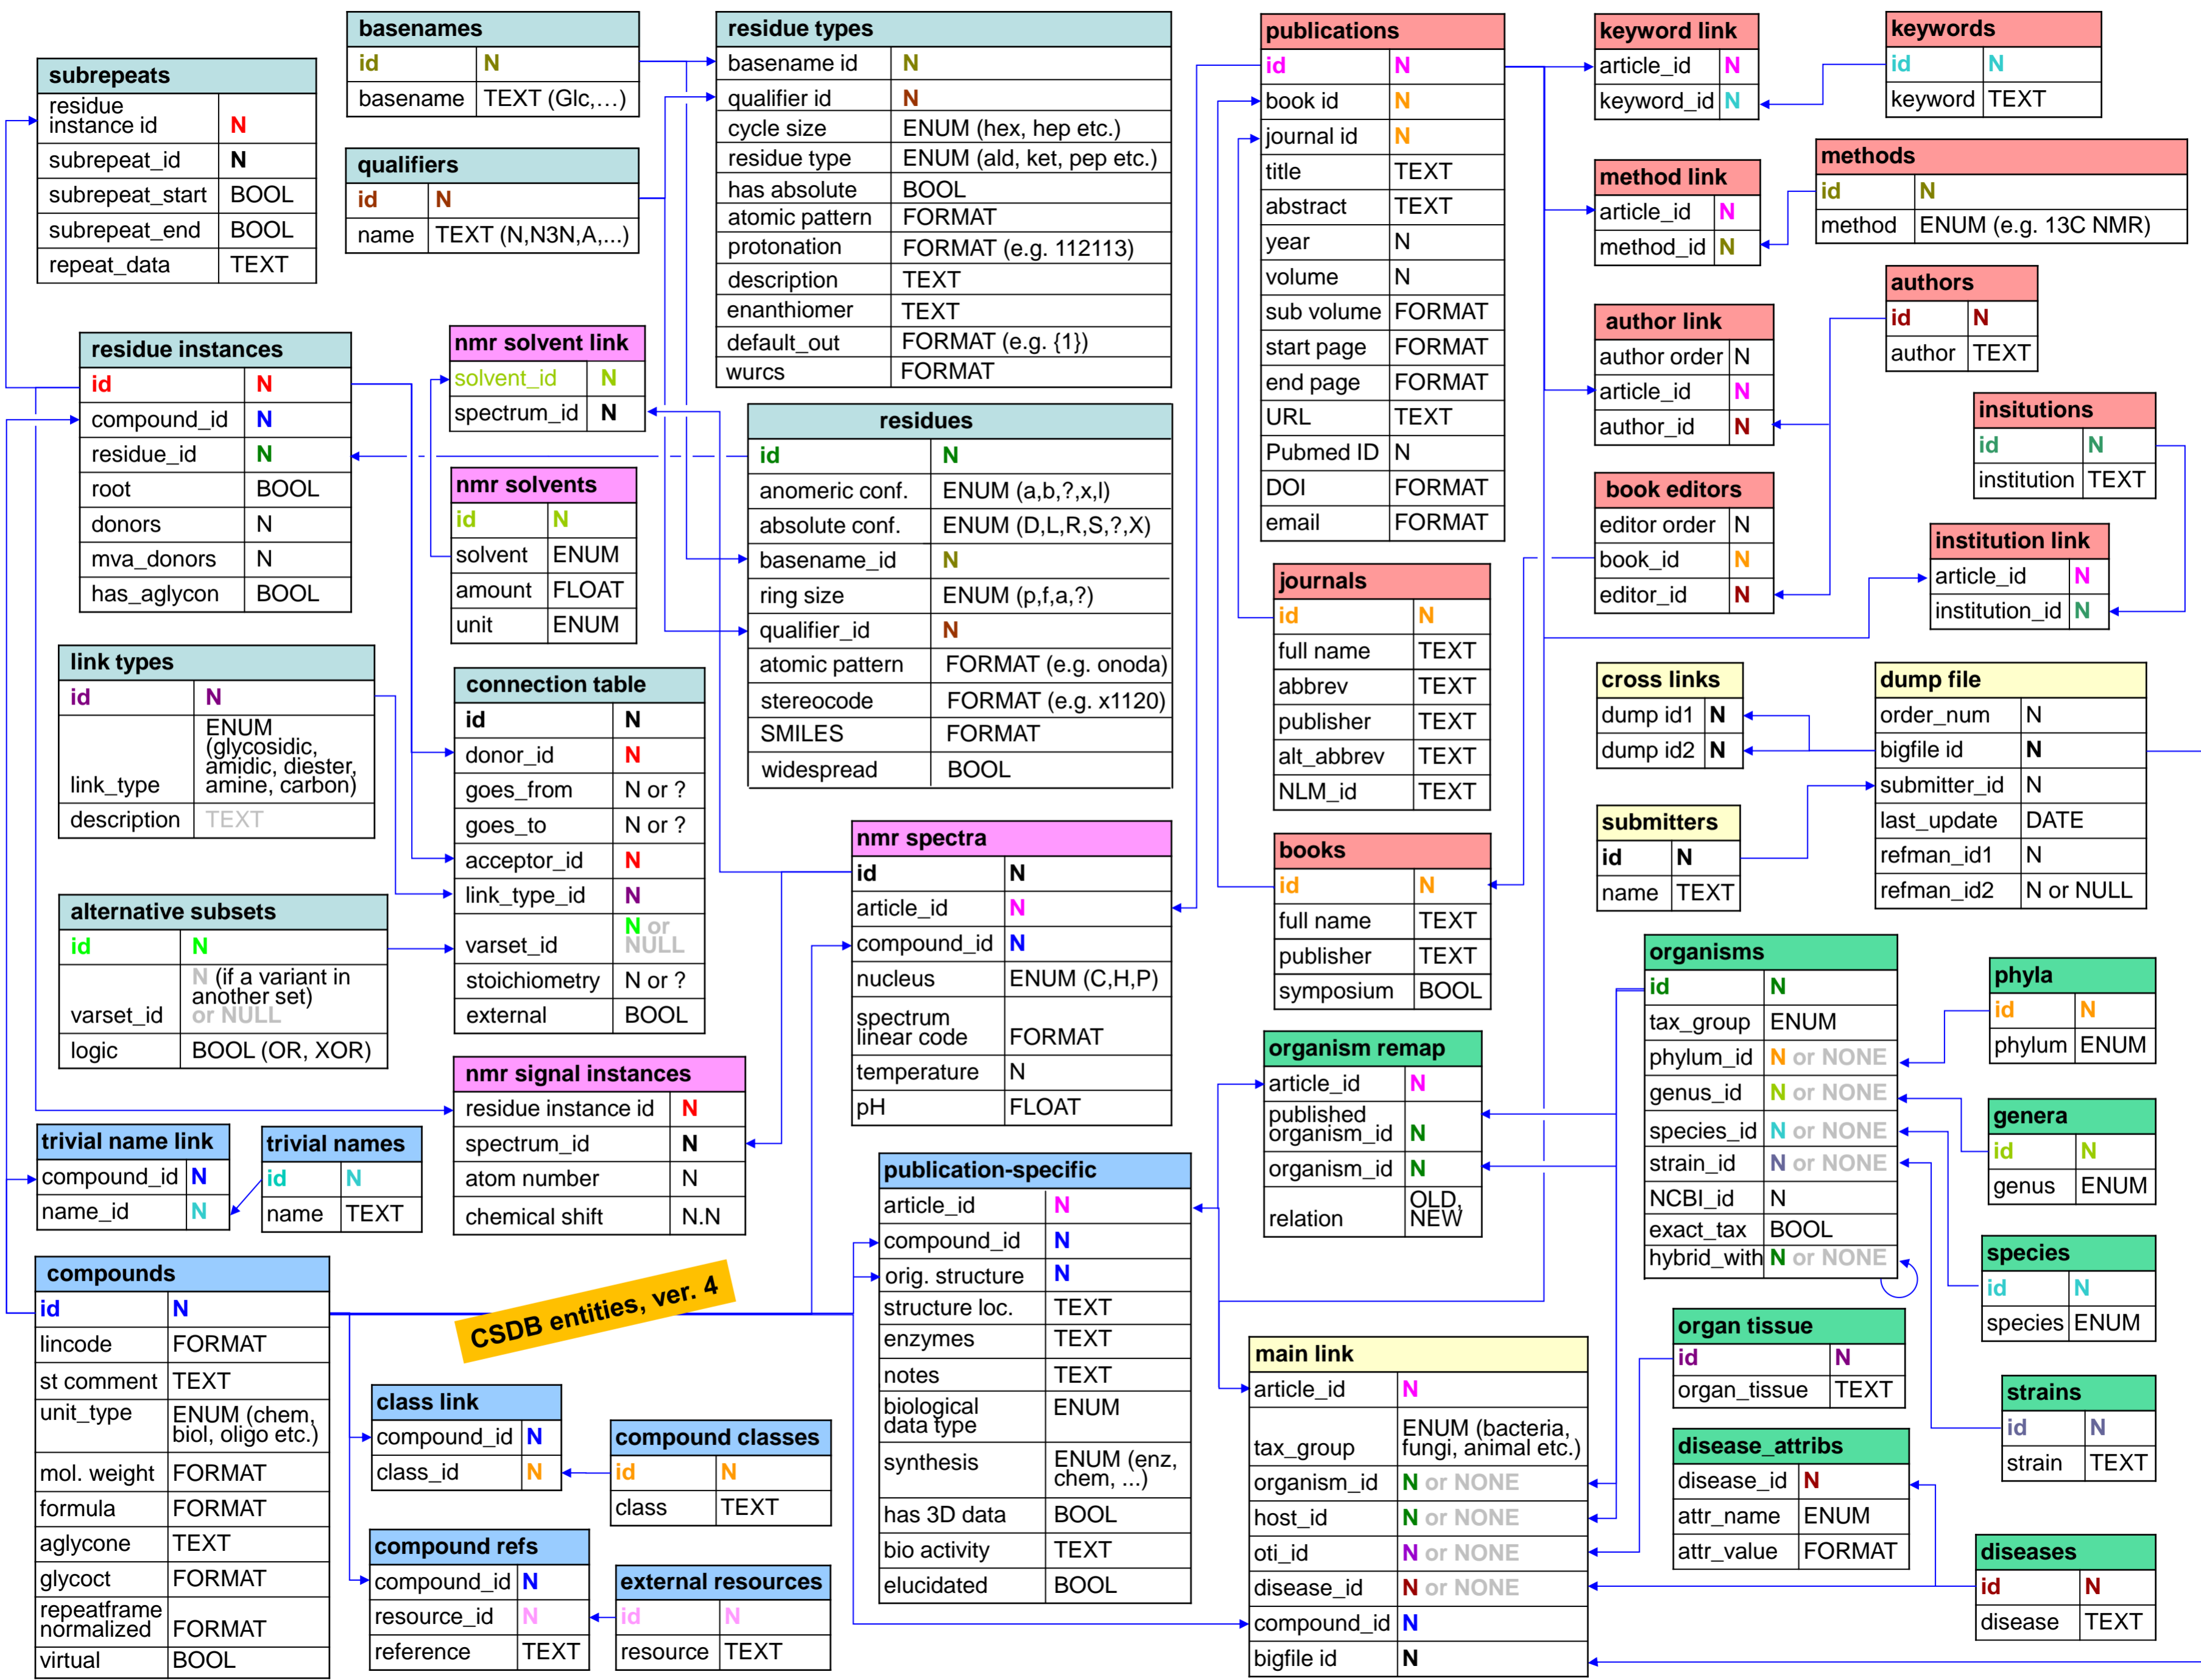 subrepeats
residue
instance id N
subrepeat_id N
subrepeat_start BOOL
subrepeat_end BOOL
repeat_data TEXT
basenames
id N
basename TEXT (Glc,…)
qualifiers
id N
name TEXT (N,N3N,A,...)
residue types
basename id N
qualifier id N
cycle size ENUM (hex, hep etc.)
residue type ENUM (ald, ket, pep etc.)
has absolute BOOL
atomic pattern FORMAT
protonation FORMAT (e.g. 112113)
description TEXT
enanthiomer TEXT
default_out FORMAT (e.g. {1})
wurcs FORMAT
publications
id N
book id N
journal id N
title TEXT
abstract TEXT
year N
volume N
sub volume FORMAT
start page FORMAT
end page FORMAT
URL TEXT
Pubmed ID N
DOI FORMAT
email FORMAT
keyword link
article_id N
keyword_id N
keywords
id N
keyword TEXT
method link
article_id N
method_id N
methods
id N
method ENUM (e.g. 13C NMR)
author link
author order N
article_id N
author_id N
authors
id N
author TEXT
book editors
editor order N
book_id N
editor_id N
insitutions
id N
institution TEXT
institution link
article_id N
institution_id N
residue instances
id N
compound_id N
residue_id N
root BOOL
donors N
mva_donors N
has_aglycon BOOL
nmr solvent link
solvent_id N
spectrum_id N
nmr solvents
id N
solvent ENUM
amount FLOAT
unit ENUM
residues
id N
anomeric conf. ENUM (a,b,?,x,l)
absolute conf. ENUM (D,L,R,S,?,X)
basename_id N
ring size ENUM (p,f,a,?)
qualifier_id N
atomic pattern FORMAT (e.g. onoda)
stereocode FORMAT (e.g. x1120)
SMILES FORMAT
widespread BOOL
journals
id N
full name TEXT
abbrev TEXT
publisher TEXT
alt_abbrev TEXT
NLM_id TEXT
books
id N
full name TEXT
publisher TEXT
symposium BOOL
cross links
dump id1 N
dump id2 N
submitters
id N
name TEXT
dump file
order_num N
bigfile id N
submitter_id N
last_update DATE
refman_id1 N
refman_id2 N or NULL
link types
id N
ENUM
(glycosidic,
amidic, diester,
link_type amine, carbon)
description TEXT
connection table
id N
donor_id N
goes_from N or ?
goes_to N or ?
acceptor_id N
link_type_id N
N or
varset_id NULL
stoichiometry N or ?
external BOOL
alternative subsets
id N
N (if a variant in
another set)
varset_id or NULL
logic BOOL (OR, XOR)
nmr spectra
id N
article_id N
compound_id N
nucleus ENUM (C,H,P)
spectrum
linear code FORMAT
temperature N
pH FLOAT
nmr signal instances
residue instance id N
spectrum_id N
atom number N
chemical shift N.N
trivial name link
compound_id N
name_id N
trivial names
id N
name TEXT
organism remap
article_id N
published
organism_id N
organism_id N
OLD,
relation NEW
organisms
id N
tax_group ENUM
phylum_id N or NONE
genus_id N or NONE
species_id N or NONE
strain_id N or NONE
NCBI_id N
exact_tax BOOL
hybrid_with N or NONE
phyla
id N
phylum ENUM
genera
id N
genus ENUM
species
id N
species ENUM
strains
id N
strain TEXT
organ tissue
id N
organ_tissue TEXT
disease_attribs
disease_id N
attr_name ENUM
attr_value FORMAT
diseases
id N
disease TEXT
compounds
id N
lincode FORMAT
st comment TEXT
unit_type ENUM (chem,
biol, oligo etc.)
mol. weight FORMAT
formula FORMAT
aglycone TEXT
glycoct FORMAT
repeatframe
normalized FORMAT
virtual BOOL
CSDB entities, ver. 4
class link
compound_id N
class_id N
compound classes
id N
class TEXT
compound refs
compound_id N
resource_id N
reference TEXT
external resources
id N
resource TEXT
publication-specific
article_id N
compound_id N
orig. structure N
structure loc. TEXT
enzymes TEXT
notes TEXT
biological
data type ENUM
synthesis ENUM (enz,
chem, ...)
has 3D data BOOL
bio activity TEXT
elucidated BOOL
main link
article_id N
ENUM (bacteria,
tax_group fungi, animal etc.)
organism_id N or NONE
host_id N or NONE
oti_id N or NONE
disease_id N or NONE
compound_id N
bigfile id N